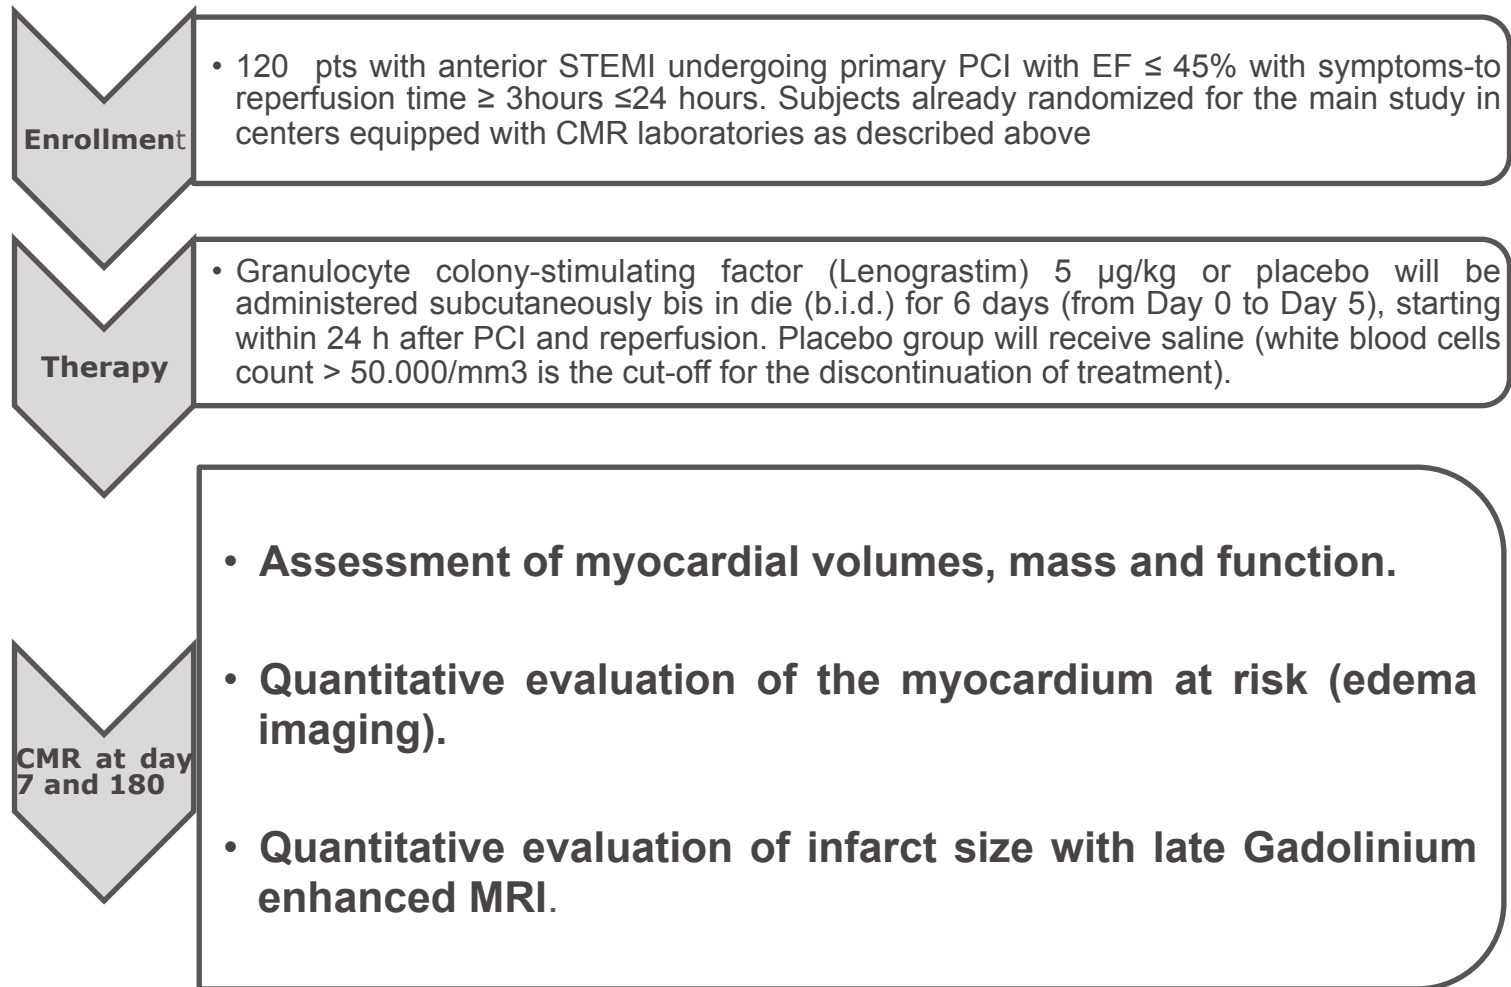 Enrollment
• 120 pts with anterior STEMI undergoing primary PCI with EF ≤ 45% with symptoms-to
reperfusion time ≥ 3hours ≤24 hours. Subjects already randomized for the main study in
centers equipped with CMR laboratories as described above
Therapy
• Granulocyte colony-stimulating factor (Lenograstim) 5 μg/kg or placebo will be
administered subcutaneously bis in die (b.i.d.) for 6 days (from Day 0 to Day 5), starting
within 24 h after PCI and reperfusion. Placebo group will receive saline (white blood cells
count > 50.000/mm3 is the cut-off for the discontinuation of treatment).
CMR at day
7 and 180
• Assessment of myocardial volumes, mass and function.
• Quantitative evaluation of the myocardium at risk (edema
imaging).
• Quantitative evaluation of infarct size with late Gadolinium
enhanced MRI.